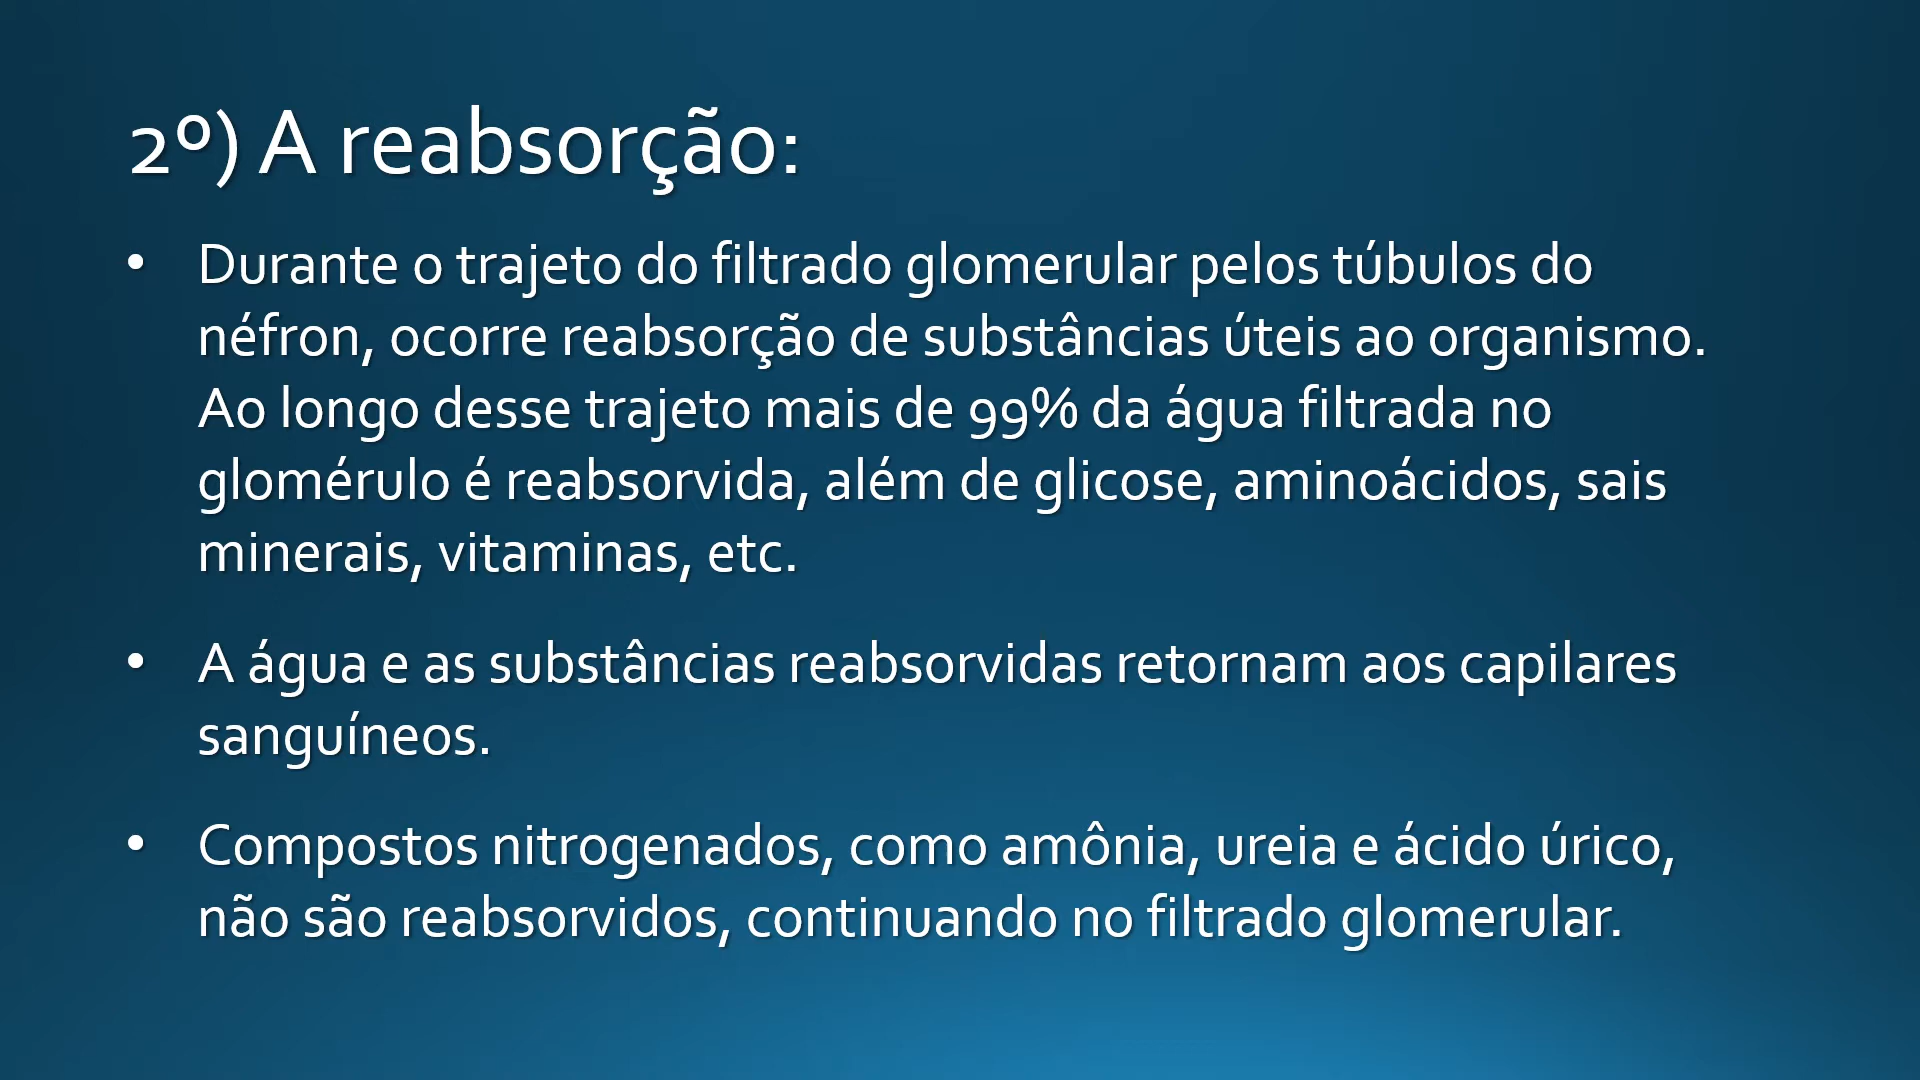 2º) A reabsorção:
• Durante o trajeto do filtrado glomerular pelos túbulos do
néfron, ocorre reabsorção de substâncias úteis ao organismo.
Ao longo desse trajeto mais de 99% da água filtrada no
glomérulo é reabsorvida, além de glicose, aminoácidos, sais
minerais, vitaminas, etc.
• A água e as substâncias reabsorvidas retornam aos capilares
sanguíneos.
• Compostos nitrogenados, como amônia, ureia e ácido úrico,
não são reabsorvidos, continuando no filtrado glomerular.